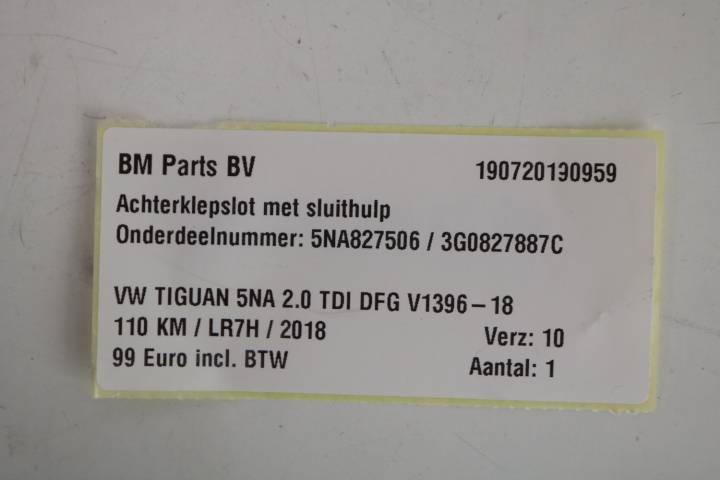 BM Parts BV 190720190959
Achterklepslot met sluithulp
Onderdeelnummer: 5NA827506 / 3G0827887C
VW TIGUAN 5NA 2.0 TDI DFG V1396-18
110 KM / LR7H / 2018 Verz: 10
99 Euro incl. BTW Aantal: 1